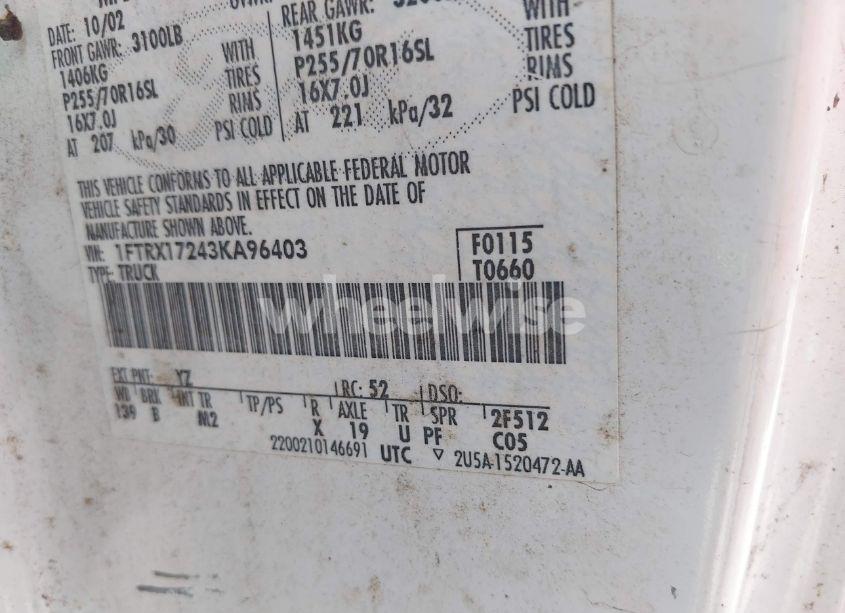 DATE: 10/02
FRONT GAWR: 3100LB
1406KG WITH
P255/70R16SL TIRES
16X7.0J RIMS
AT 207 kPa/30 PSI COLD
REAR GAWR:
1451KG WITH
P255/70R16SL TIRES
16X7.0J RIMS
AT 221 kPa/32 PSI COLD
THIS VEHICLE CONFORMS TO ALL APPLICABLE FEDERAL MOTOR
VEHICLE SAFETY STANDARDS IN EFFECT ON THE DATE OF
MANUFACTURE SHOWN ABOVE.
VIN: 1FTRX17243KA96403
TYPE: TRUCK
F0115
T0660
wheelwise
EXT PNT: YZ RC: 52 DSO:
WB BRK INT TR TP/PS R AXLE TR SPR 2F512
139 B M2 X 19 U PF C05
2200210146691 UTC ▽ 2U5A-1520472-AA